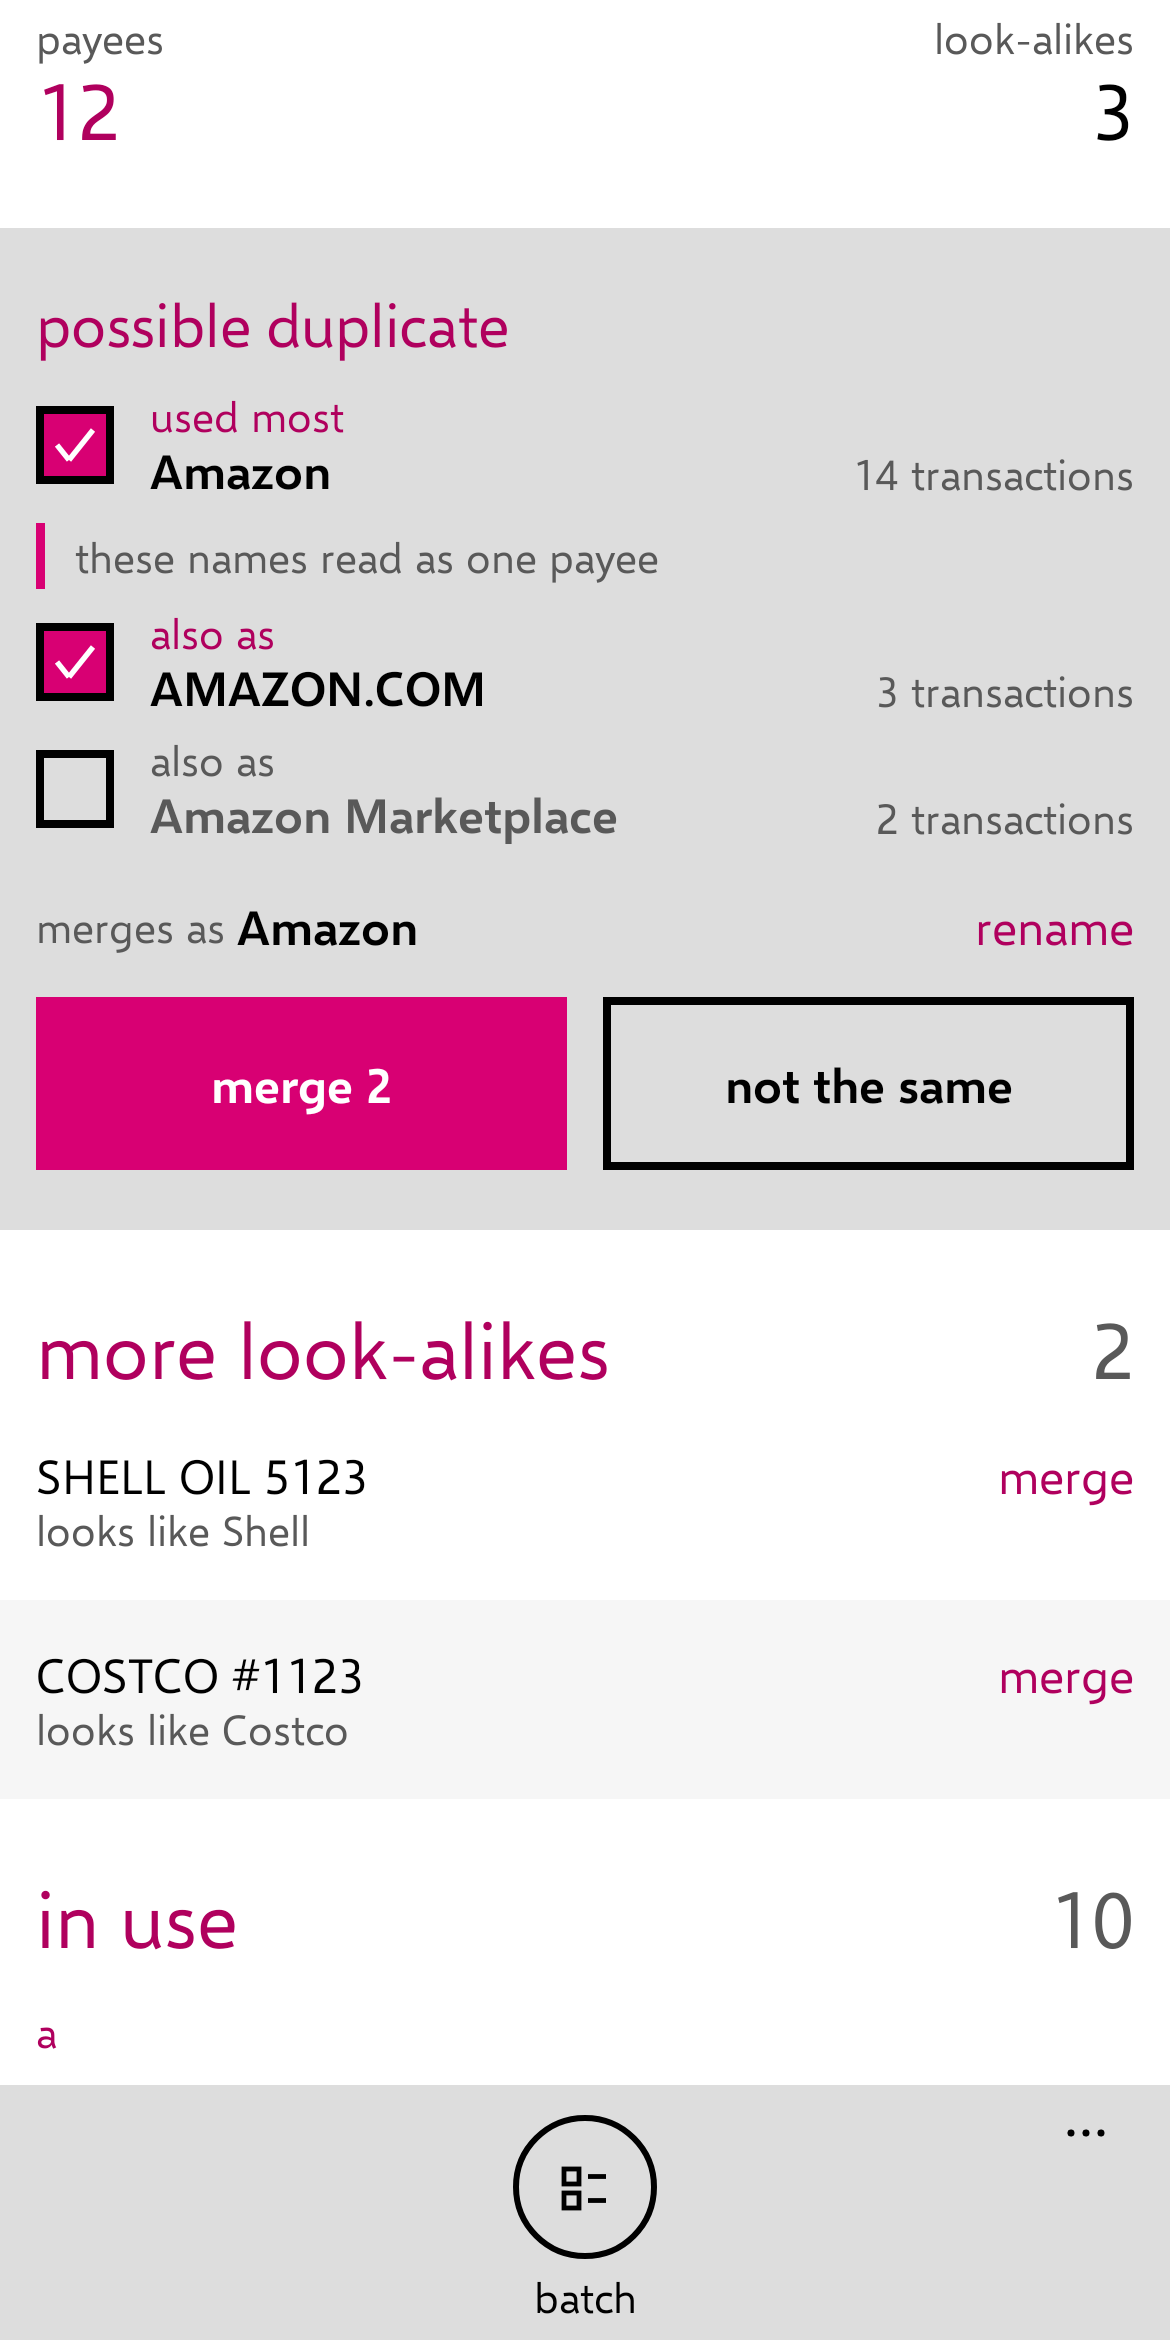 payees
look-alikes
12
3
possible duplicate
used most
Amazon
14 transactions
these names read as one payee
also as
AMAZON.COM
3 transactions
also as
Amazon Marketplace
2 transactions
merges as Amazon
rename
merge 2
not the same
more look-alikes
2
SHELL OIL 5123
merge
looks like Shell
COSTCO #1123
merge
looks like Costco
in use
10
a
...
batch